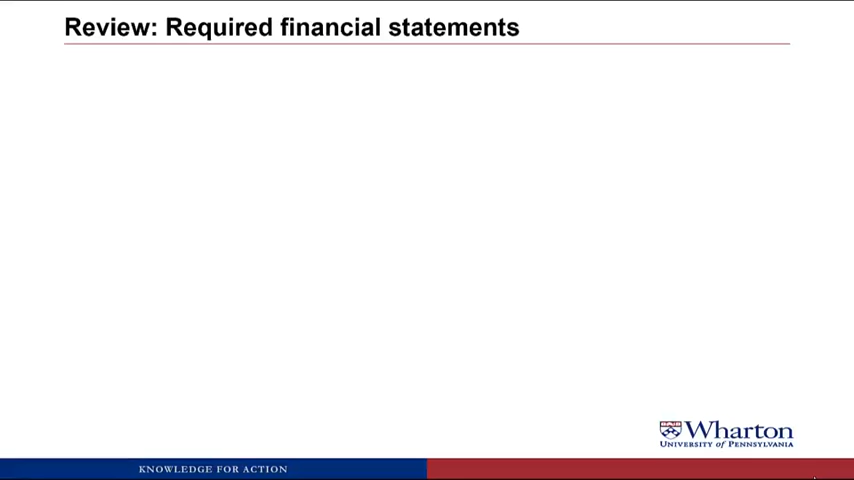 Review: Required financial statements
Wharton
UNIVERSITY of PENNSYLVANIA
KNOWLEDGE FOR ACTION